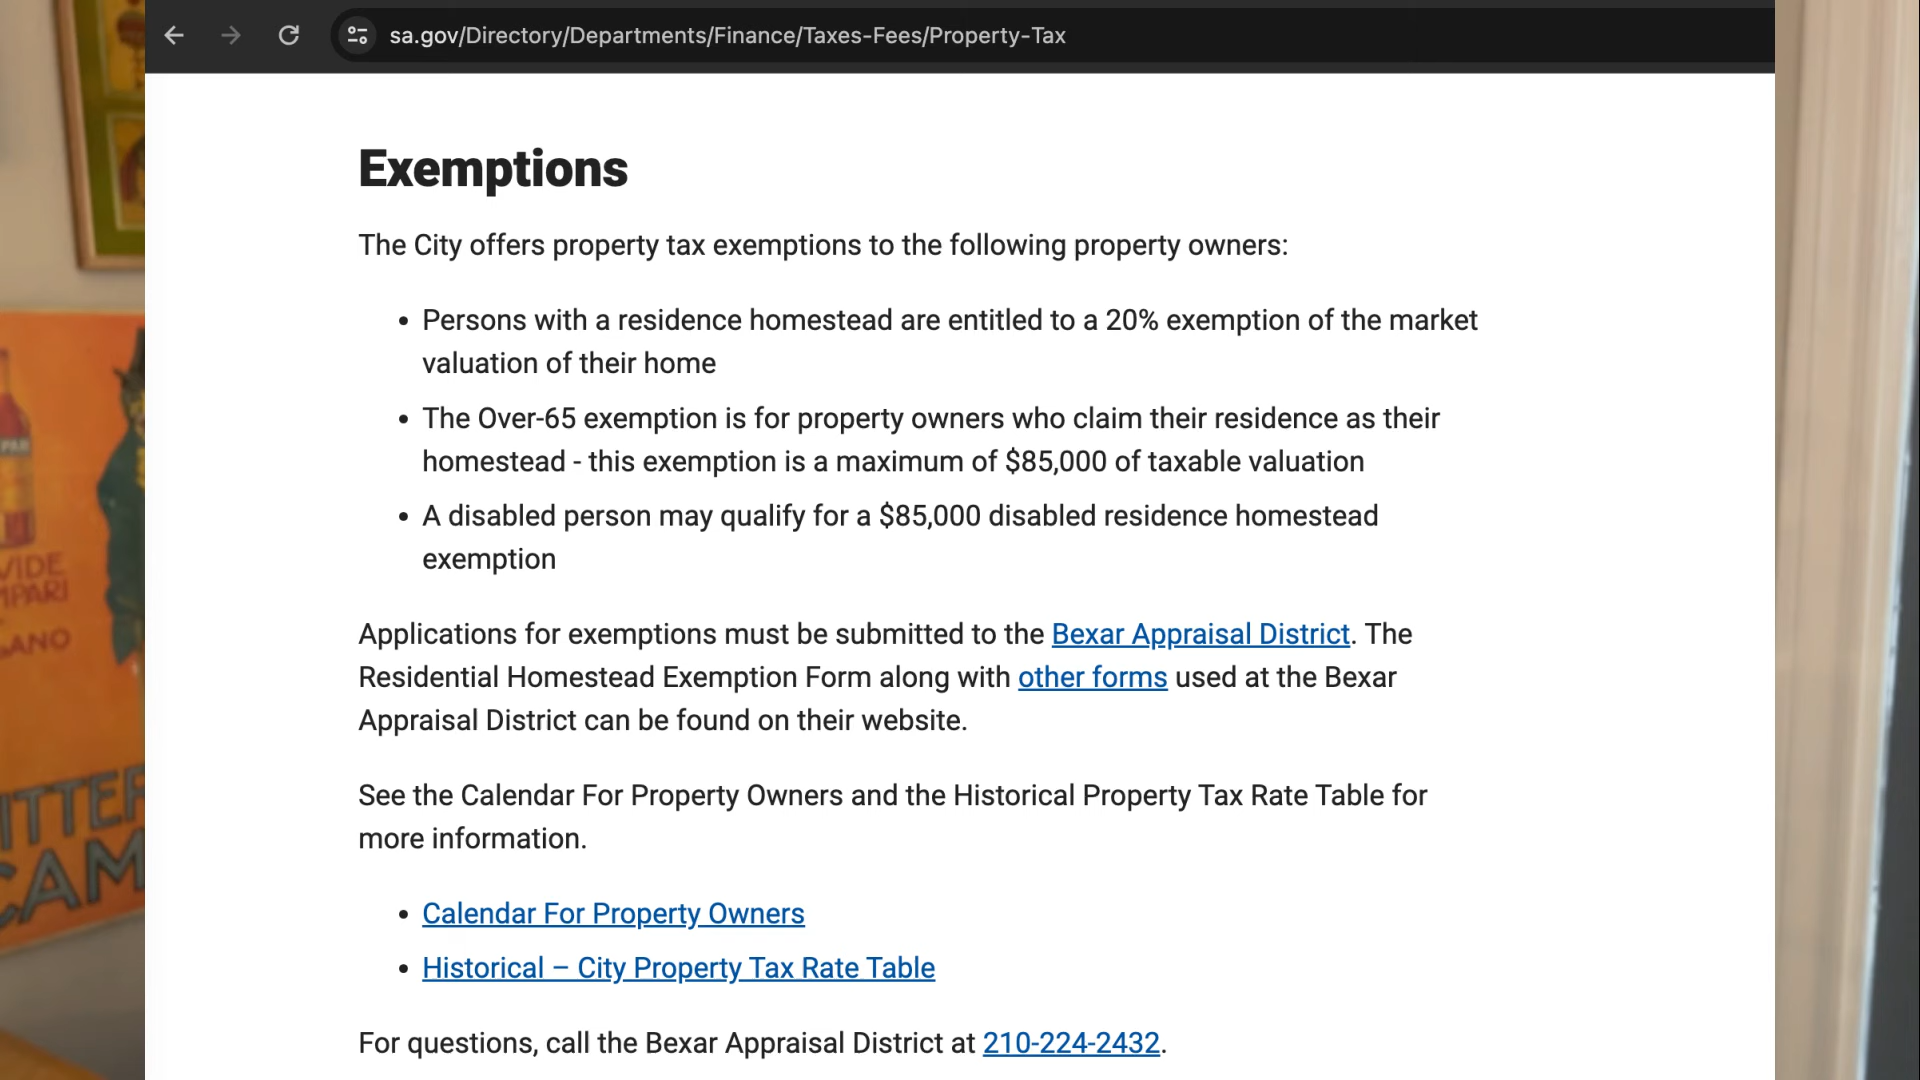 sa.gov/Directory/Departments/Finance/Taxes-Fees/Property-Tax
Exemptions
The City offers property tax exemptions to the following property owners:
• Persons with a residence homestead are entitled to a 20% exemption of the market
valuation of their home
• The Over-65 exemption is for property owners who claim their residence as their
homestead - this exemption is a maximum of $85,000 of taxable valuation
• A disabled person may qualify for a $85,000 disabled residence homestead
exemption
Applications for exemptions must be submitted to the Bexar Appraisal District. The
Residential Homestead Exemption Form along with other forms used at the Bexar
Appraisal District can be found on their website.
See the Calendar For Property Owners and the Historical Property Tax Rate Table for
more information.
• Calendar For Property Owners
• Historical – City Property Tax Rate Table
For questions, call the Bexar Appraisal District at 210-224-2432.